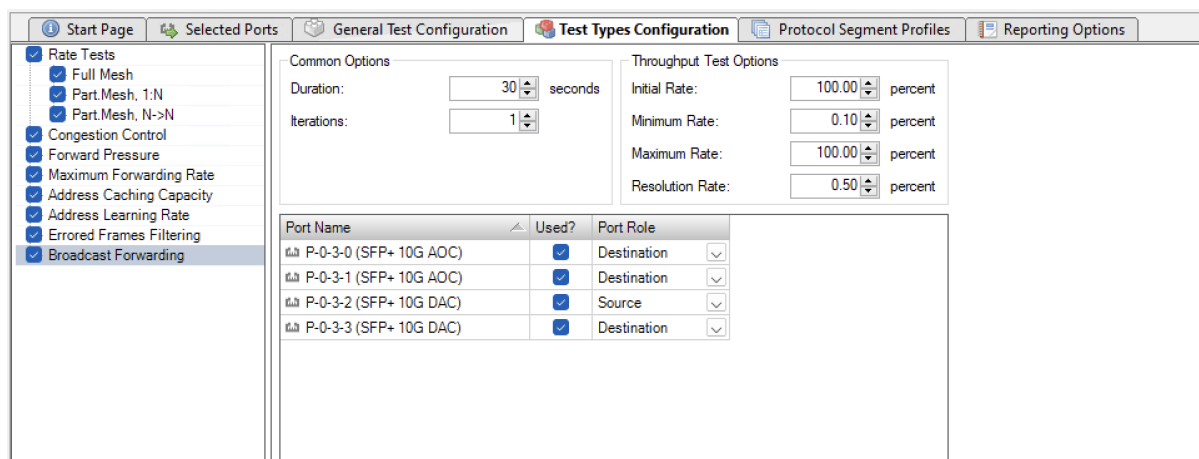 Start Page
Selected Ports
General Test Configuration
Test Types Configuration
Protocol Segment Profiles
Reporting Options
Rate Tests
Full Mesh
Part.Mesh, 1:N
Part.Mesh, N->N
Congestion Control
Forward Pressure
Maximum Forwarding Rate
Address Caching Capacity
Address Learning Rate
Errored Frames Filtering
Broadcast Forwarding
Common Options
Duration: 30 seconds
Iterations: 1
Throughput Test Options
Initial Rate: 100.00 percent
Minimum Rate: 0.10 percent
Maximum Rate: 100.00 percent
Resolution Rate: 0.50 percent
Port Name Used? Port Role
P-0-3-0 (SFP+ 10G AOC) Destination
P-0-3-1 (SFP+ 10G AOC) Destination
P-0-3-2 (SFP+ 10G DAC) Source
P-0-3-3 (SFP+ 10G DAC) Destination